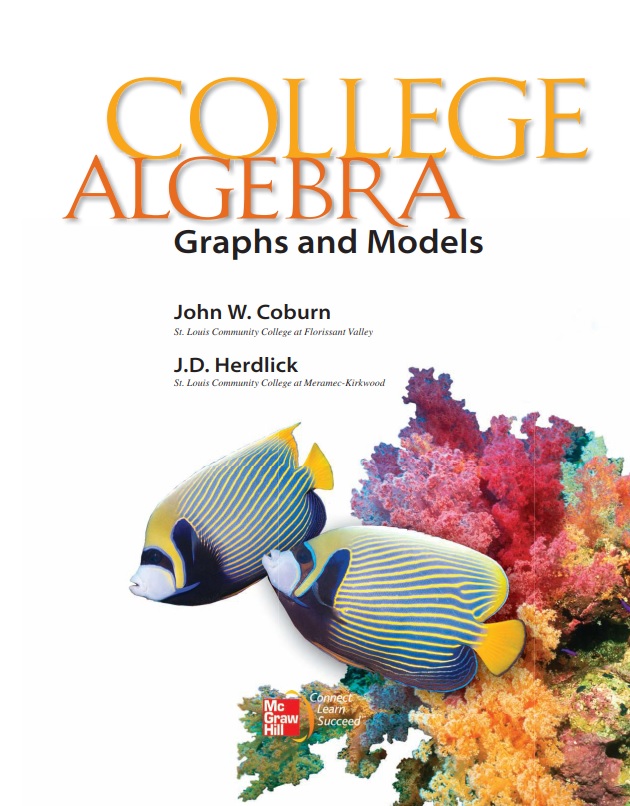 COLLEGE
ALGEBRA
Graphs and Models
John W. Coburn
St. Louis Community College at Florissant Valley
J.D. Herdlick
St. Louis Community College at Meramec-Kirkwood
Mc
Graw
Hill
Connect
Learn
Succeed